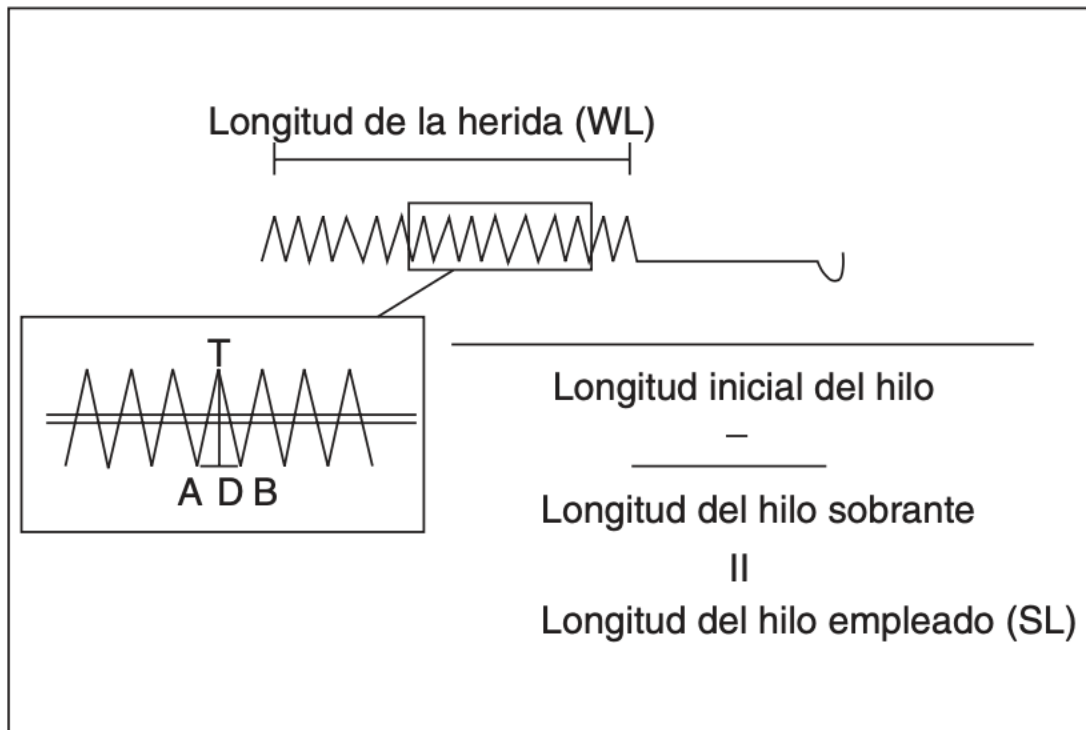 Longitud de la herida (WL)
T
A D B
Longitud inicial del hilo
–
Longitud del hilo sobrante
=
Longitud del hilo empleado (SL)